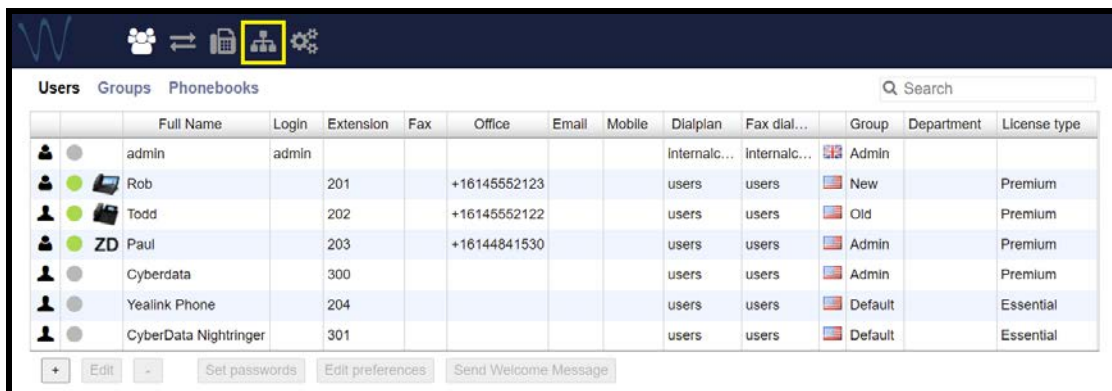 W
Users Groups Phonebooks Search
Full Name Login Extension Fax Office Email Mobile Dialplan Fax dial... Group Department License type
admin admin internalc... internalc... Admin
Rob 201 +16145552123 users users New Premium
Todd 202 +16145552122 users users Old Premium
ZD Paul 203 +16144841530 users users Admin Premium
Cyberdata 300 users users Admin Premium
Yealink Phone 204 users users Default Essential
CyberData Nightringer 301 users users Default Essential
+ Edit - Set passwords Edit preferences Send Welcome Message